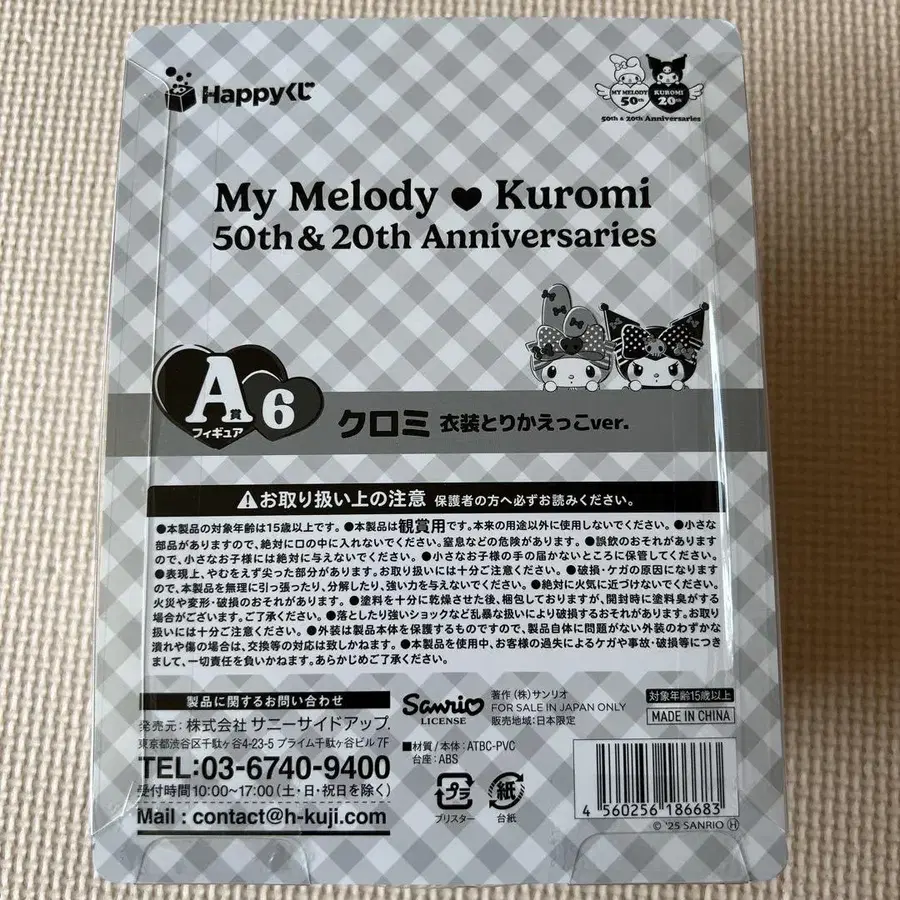 Happyくじ
MY MELODY 50th
KUROMI 20th
50th & 20th Anniversaries
My Melody ♥ Kuromi
50th & 20th Anniversaries
A賞
フィギュア
6
クロミ 衣装とりかえっこver.
⚠お取り扱い上の注意 保護者の方へ必ずお読みください。
●本製品の対象年齢は15歳以上です。●本製品は観賞用です。本来の用途以外に使用しないでください。●小さな
部品がありますので、絶対に口の中に入れないでください。窒息などの危険があります。●誤飲のおそれがあります
ので、小さなお子様には絶対に与えないでください。●小さなお子様の手の届かないところに保管してください。
●表現上、やむをえず尖った部分があります。お取り扱いには十分ご注意ください。●破損・ケガの原因になります
ので、本製品を無理に引っ張ったり、分解したり、強い力を与えないでください。●絶対に火気に近づけないでください。
火災や変形・破損のおそれがあります。●塗料を十分に乾燥させた後、梱包しておりますが、開封時に塗料臭がする
場合がございます。ご了承ください。●落としたり強いショックなど乱暴な扱いにより破損するおそれがあります。お取り
扱いには十分ご注意ください。●外装は製品本体を保護するものですので、製品自体に問題がない外装のわずかな
潰れや傷の場合は、交換等の対応は致しかねます。●本製品を使用中、お客様の過失によるケガや事故・破損等につき
まして、一切責任を負いかねます。あらかじめご了承ください。
製品に関するお問い合わせ
発売元：株式会社 サニーサイドアップ
東京都渋谷区千駄ヶ谷4-23-5 プライム千駄ヶ谷ビル 7F
TEL:03-6740-9400
受付時間10:00〜17:00（土・日・祝日を除く）
Mail : contact@h-kuji.com
Sanrio
LICENSE
著作（株）サンリオ
FOR SALE IN JAPAN ONLY
販売地域：日本限定
■材質／本体：ATBC-PVC
台座：ABS
プラ
ブリスター
紙
台紙
対象年齢15歳以上
MADE IN CHINA
4 560256 186683
© '25 SANRIO Ⓗ